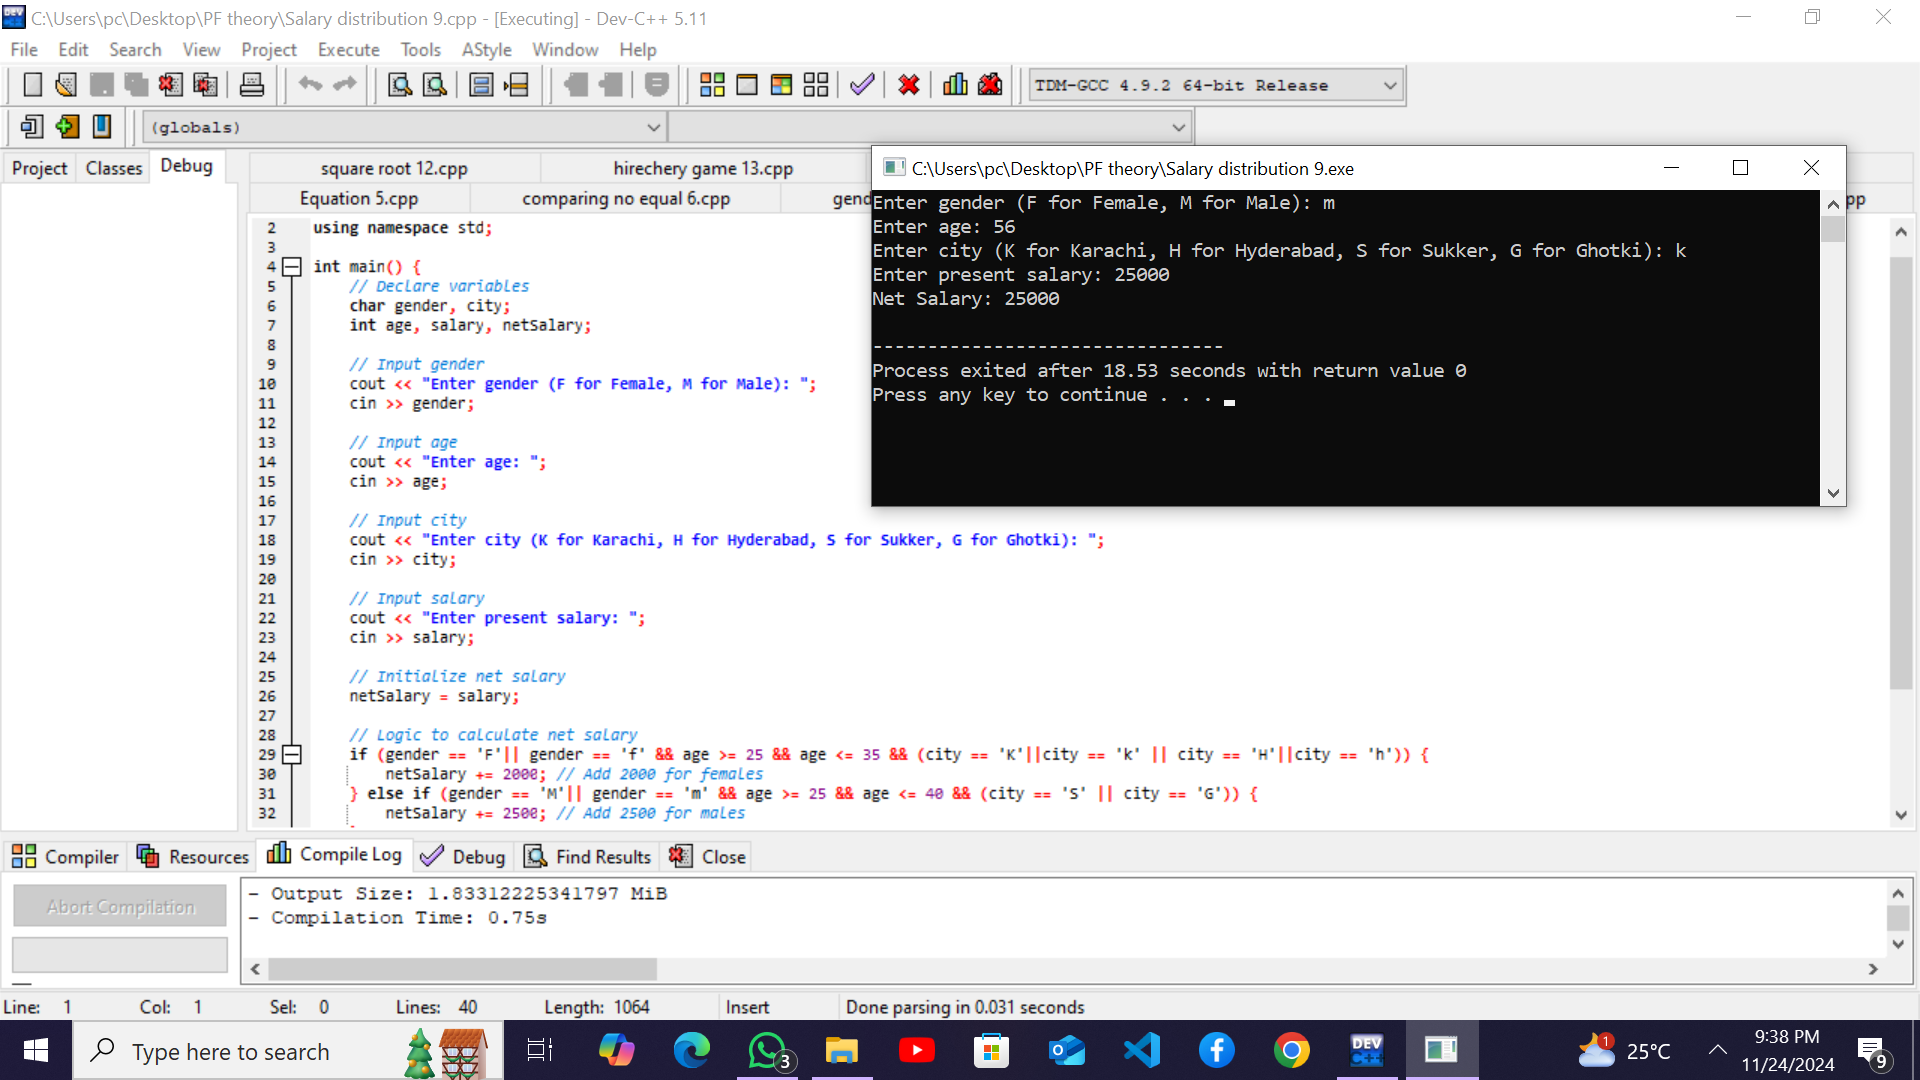 C:\Users\pc\Desktop\PF theory\Salary distribution 9.cpp - [Executing] - Dev-C++ 5.11
File Edit Search View Project Execute Tools AStyle Window Help
TDM-GCC 4.9.2 64-bit Release
(globals)
Project Classes Debug
square root 12.cpp hirechery game 13.cpp
Equation 5.cpp comparing no equal 6.cpp gend pp
2 using namespace std;
3
4 int main() {
5 // Declare variables
6 char gender, city;
7 int age, salary, netSalary;
8
9 // Input gender
10 cout << "Enter gender (F for Female, M for Male): ";
11 cin >> gender;
12
13 // Input age
14 cout << "Enter age: ";
15 cin >> age;
16
17 // Input city
18 cout << "Enter city (K for Karachi, H for Hyderabad, S for Sukker, G for Ghotki): ";
19 cin >> city;
20
21 // Input salary
22 cout << "Enter present salary: ";
23 cin >> salary;
24
25 // Initialize net salary
26 netSalary = salary;
27
28 // Logic to calculate net salary
29 if (gender == 'F'|| gender == 'f' && age >= 25 && age <= 35 && (city == 'K'||city == 'k' || city == 'H'||city == 'h')) {
30 netSalary += 2000; // Add 2000 for females
31 } else if (gender == 'M'|| gender == 'm' && age >= 25 && age <= 40 && (city == 'S' || city == 'G')) {
32 netSalary += 2500; // Add 2500 for males
C:\Users\pc\Desktop\PF theory\Salary distribution 9.exe
Enter gender (F for Female, M for Male): m
Enter age: 56
Enter city (K for Karachi, H for Hyderabad, S for Sukker, G for Ghotki): k
Enter present salary: 25000
Net Salary: 25000
--------------------------------
Process exited after 18.53 seconds with return value 0
Press any key to continue . . .
Compiler Resources Compile Log Debug Find Results Close
Abort Compilation
- Output Size: 1.83312225341797 MiB
- Compilation Time: 0.75s
Line: 1 Col: 1 Sel: 0 Lines: 40 Length: 1064 Insert Done parsing in 0.031 seconds
Type here to search
3
DEV C++
1
25°C
9:38 PM
11/24/2024
9